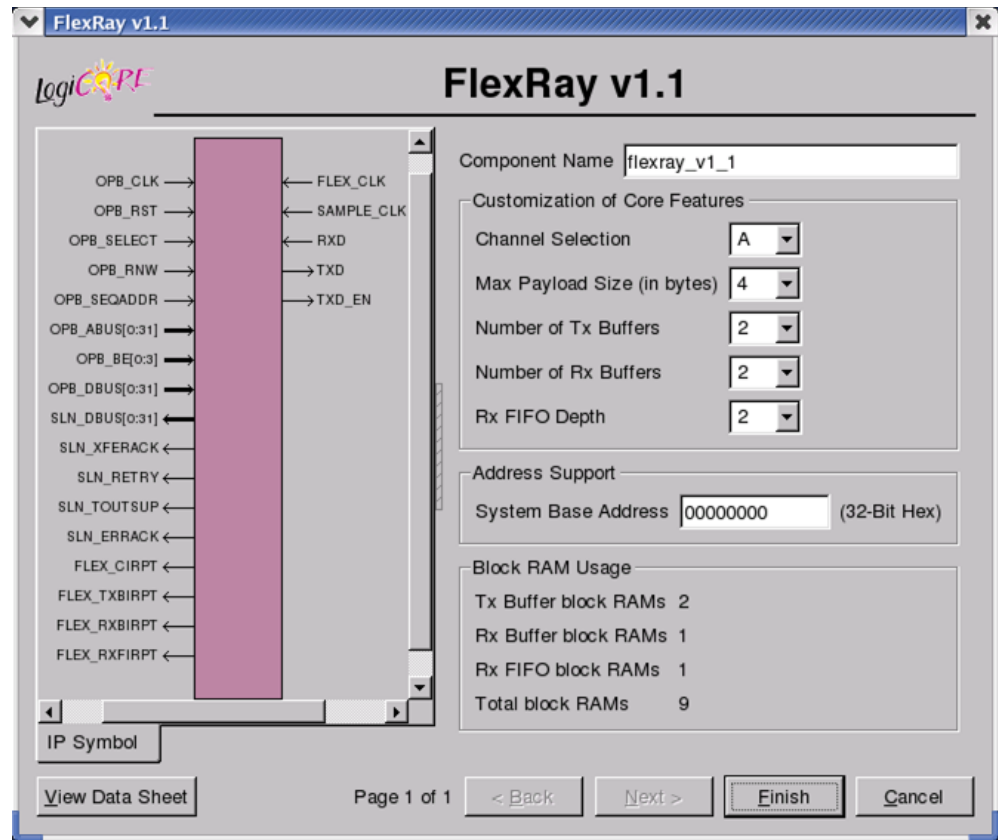 FlexRay v1.1
LogiCORE
FlexRay v1.1
OPB_CLK
OPB_RST
OPB_SELECT
OPB_RNW
OPB_SEQADDR
OPB_ABUS[0:31]
OPB_BE[0:3]
OPB_DBUS[0:31]
SLN_DBUS[0:31]
SLN_XFERACK
SLN_RETRY
SLN_TOUTSUP
SLN_ERRACK
FLEX_CIRPT
FLEX_TXBIRPT
FLEX_RXBIRPT
FLEX_RXFIRPT
FLEX_CLK
SAMPLE_CLK
RXD
TXD
TXD_EN
IP Symbol
Component Name flexray_v1_1
Customization of Core Features
Channel Selection A
Max Payload Size (in bytes) 4
Number of Tx Buffers 2
Number of Rx Buffers 2
Rx FIFO Depth 2
Address Support
System Base Address 00000000 (32-Bit Hex)
Block RAM Usage
Tx Buffer block RAMs 2
Rx Buffer block RAMs 1
Rx FIFO block RAMs 1
Total block RAMs 9
View Data Sheet Page 1 of 1 < Back Next > Finish Cancel